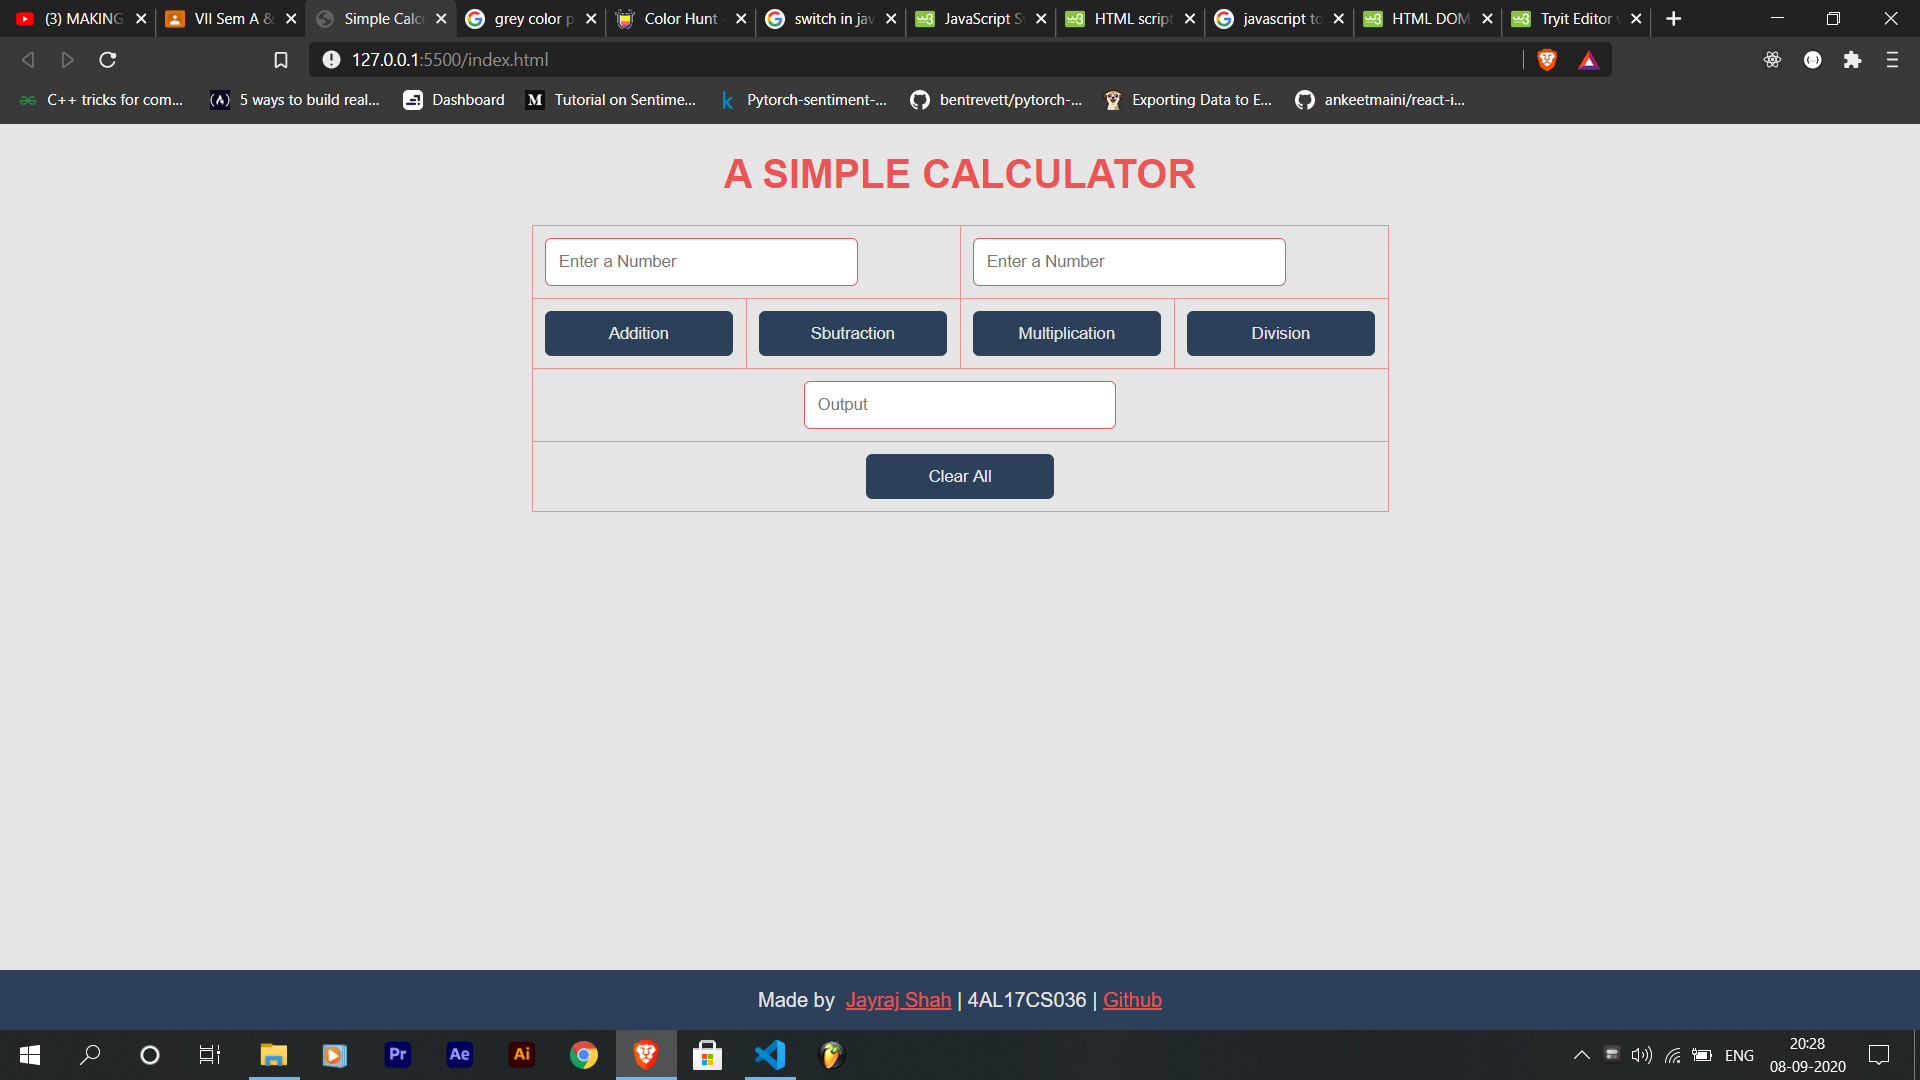 (3) MAKING
VII Sem A &
Simple Calcu
grey color p
Color Hunt
switch in jav
JavaScript S
HTML script
javascript to
HTML DOM
Tryit Editor
127.0.0.1:5500/index.html
C++ tricks for com...
5 ways to build real...
Dashboard
Tutorial on Sentime...
Pytorch-sentiment-...
bentrevett/pytorch-...
Exporting Data to E...
ankeetmaini/react-i...
A SIMPLE CALCULATOR
Enter a Number
Enter a Number
Addition
Sbutraction
Multiplication
Division
Output
Clear All
Made by Jayraj Shah | 4AL17CS036 | Github
Pr
Ae
Ai
ENG
20:28
08-09-2020